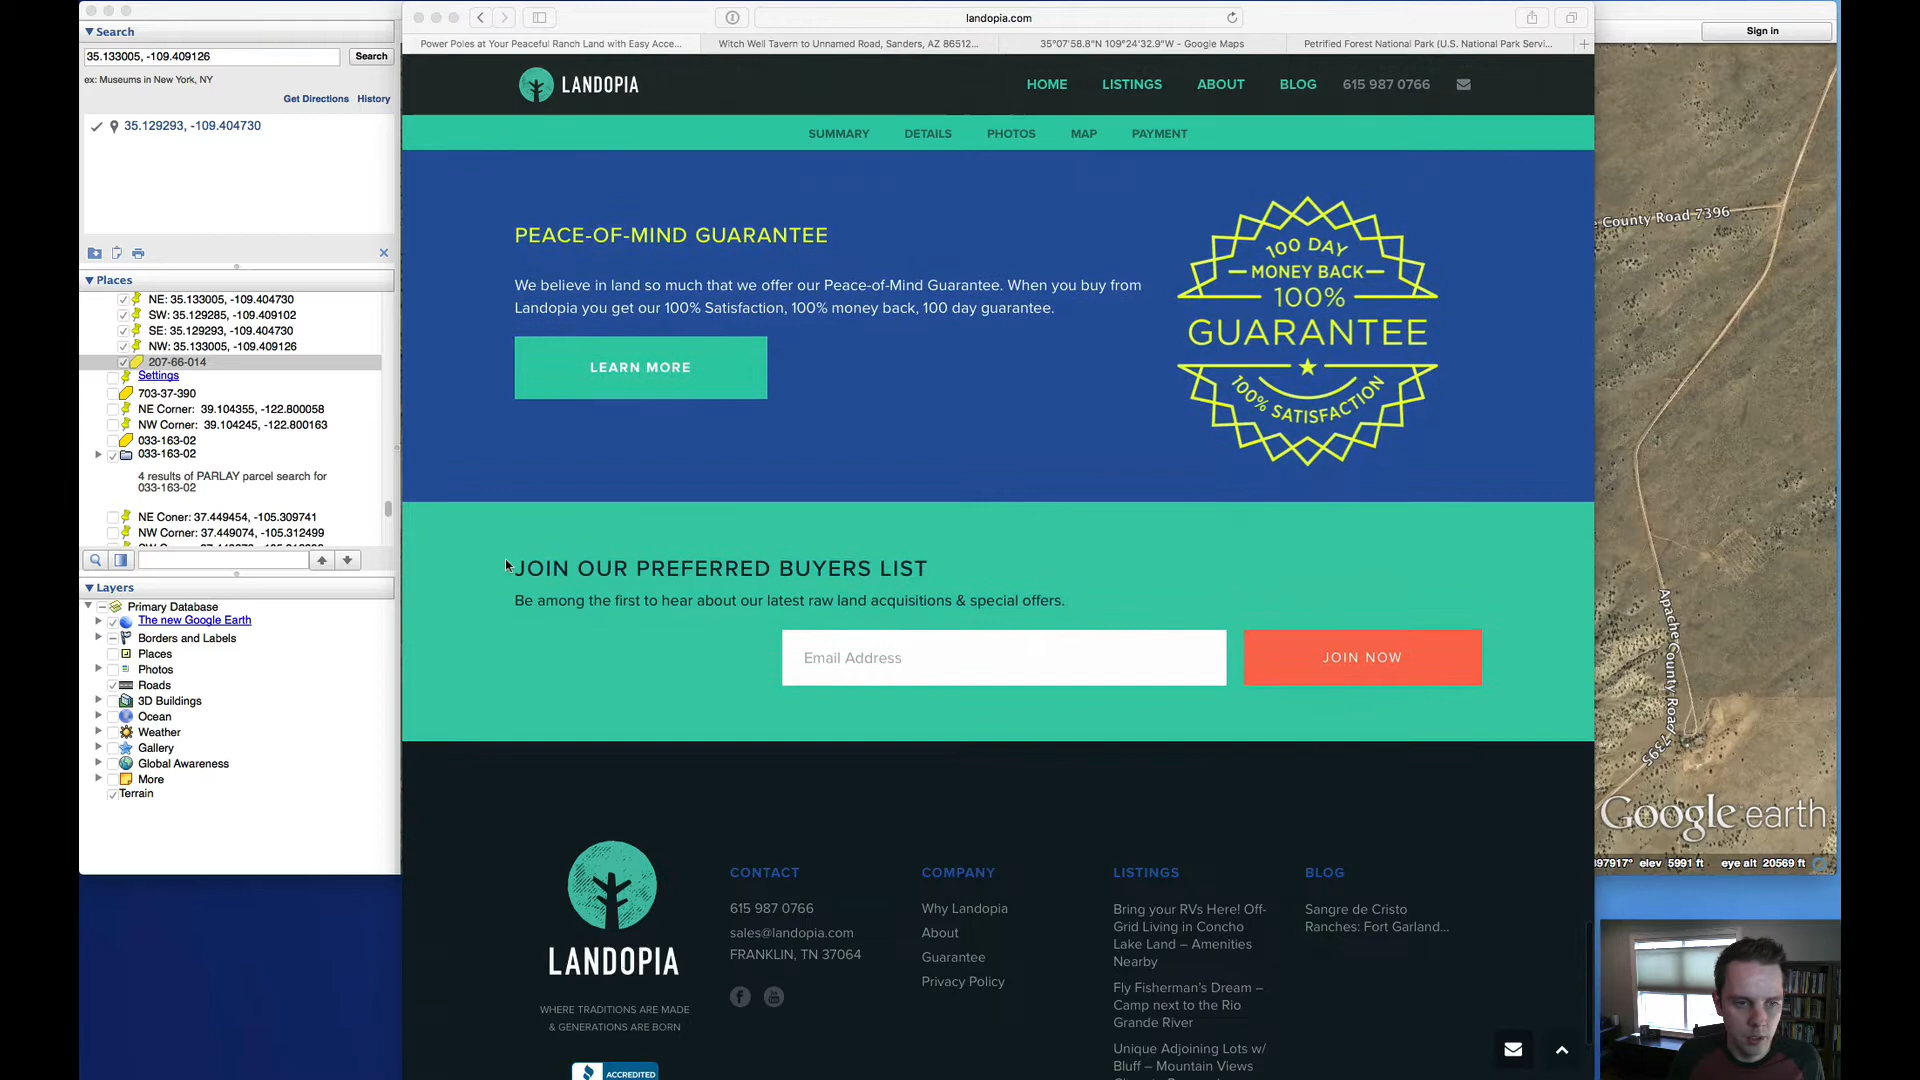 Search
35.133005, -109.409126
Search
ex: Museums in New York, NY
Get Directions
History
35.129293, -109.404730
Places
NE: 35.133005, -109.404730
SW: 35.129285, -109.409102
SE: 35.129293, -109.404730
NW: 35.133005, -109.409126
207-66-014
Settings
703-37-390
NE Corner: 39.104355, -122.800058
NW Corner: 39.104245, -122.800163
033-163-02
033-163-02
4 results of PARLAY parcel search for
033-163-02
NE Coner: 37.449454, -105.309741
NW Corner: 37.449074, -105.312499
Layers
Primary Database
The new Google Earth
Borders and Labels
Places
Photos
Roads
3D Buildings
Ocean
Weather
Gallery
Global Awareness
More
Terrain
landopia.com
Power Poles at Your Peaceful Ranch Land with Easy Acce...
Witch Well Tavern to Unnamed Road, Sanders, AZ 86512...
35°07'58.8"N 109°24'32.9"W - Google Maps
Petrified Forest National Park (U.S. National Park Servi...
LANDOPIA
HOME
LISTINGS
ABOUT
BLOG
615 987 0766
SUMMARY
DETAILS
PHOTOS
MAP
PAYMENT
PEACE-OF-MIND GUARANTEE
We believe in land so much that we offer our Peace-of-Mind Guarantee. When you buy from
Landopia you get our 100% Satisfaction, 100% money back, 100 day guarantee.
LEARN MORE
100 DAY
MONEY BACK
100%
GUARANTEE
100% SATISFACTION
JOIN OUR PREFERRED BUYERS LIST
Be among the first to hear about our latest raw land acquisitions & special offers.
Email Address
JOIN NOW
LANDOPIA
WHERE TRADITIONS ARE MADE
& GENERATIONS ARE BORN
ACCREDITED
CONTACT
615 987 0766
sales@landopia.com
FRANKLIN, TN 37064
You
COMPANY
Why Landopia
About
Guarantee
Privacy Policy
LISTINGS
Bring your RVs Here! Off-
Grid Living in Concho
Lake Land – Amenities
Nearby
Fly Fisherman's Dream –
Camp next to the Rio
Grande River
Unique Adjoining Lots w/
Bluff – Mountain Views
BLOG
Sangre de Cristo
Ranches: Fort Garland...
Sign in
County Road 7396
Apache County Road 7395
Google earth
97917° elev 5991 ft eye alt 20569 ft